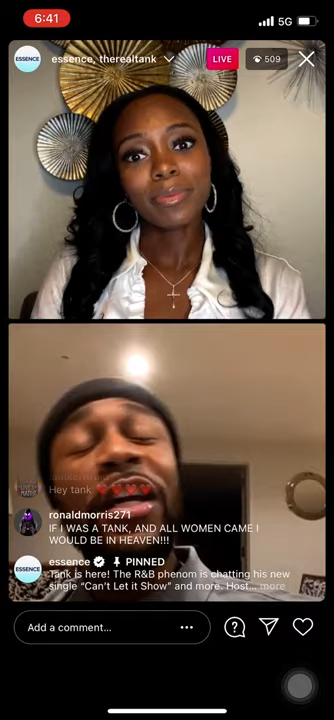 6:41
5G
ESSENCE
essence, therealtank
LIVE
509
Hey tank ❤️❤️❤️❤️
ronaldmorris271
IF I WAS A TANK, AND ALL WOMEN CAME I
WOULD BE IN HEAVEN!!!
ESSENCE
essence PINNED
Tank is here! The R&B phenom is chatting his new
single “Can’t Let it Show” and more. Host... more
Add a comment...